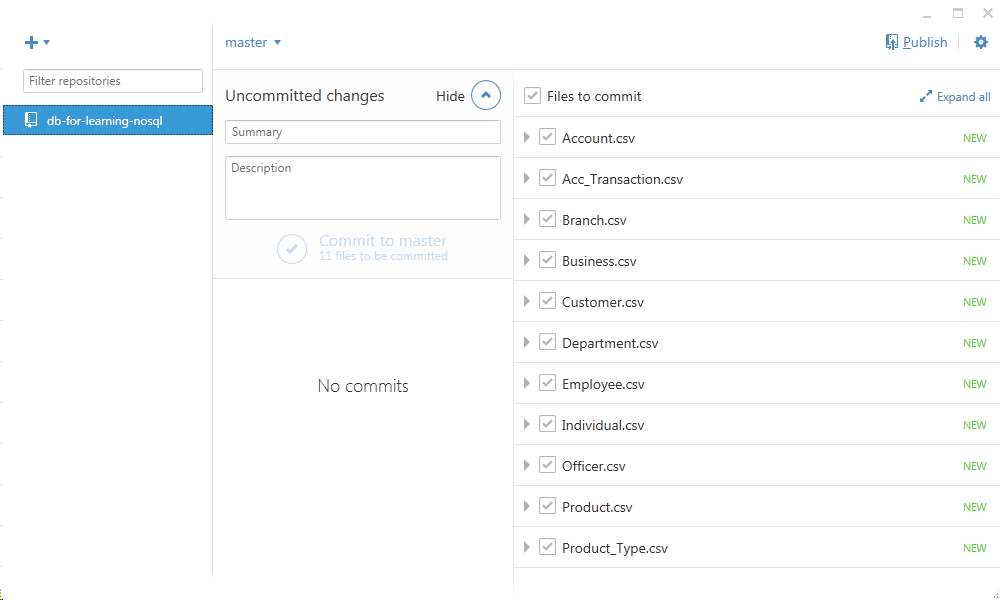 master
Publish
Filter repositories
db-for-learning-nosql
Uncommitted changes
Hide
Summary
Description
Commit to master
11 files to be committed
No commits
Files to commit
Expand all
Account.csv NEW
Acc_Transaction.csv NEW
Branch.csv NEW
Business.csv NEW
Customer.csv NEW
Department.csv NEW
Employee.csv NEW
Individual.csv NEW
Officer.csv NEW
Product.csv NEW
Product_Type.csv NEW